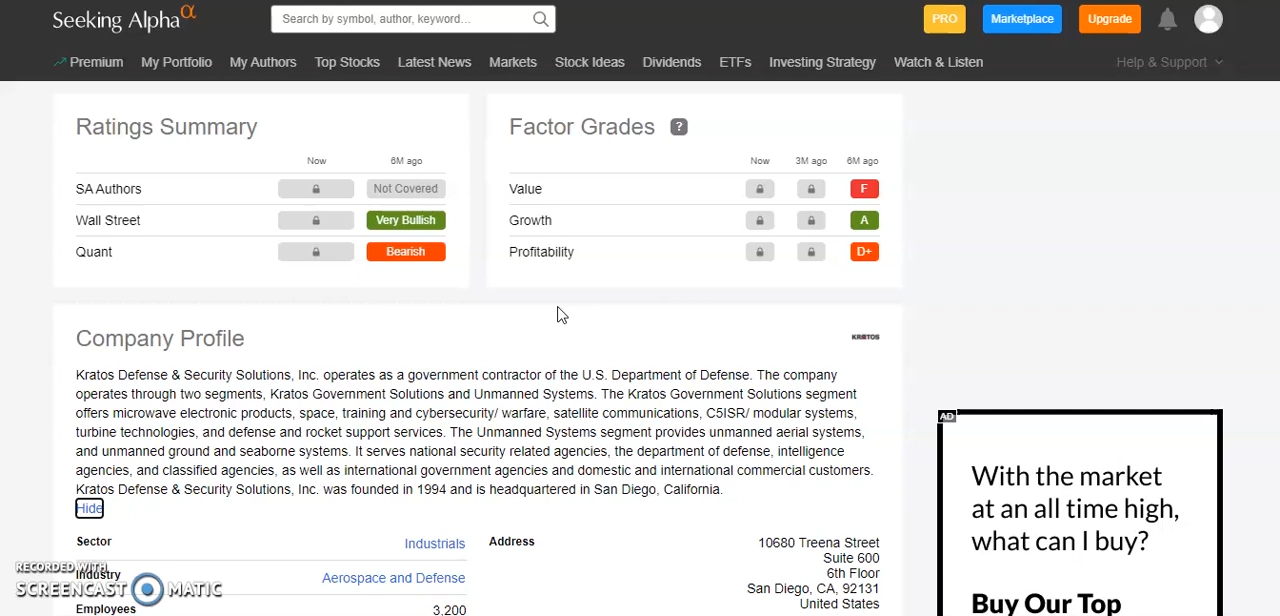 Seeking Alpha α
Search by symbol, author, keyword...
PRO
Marketplace
Upgrade
Premium My Portfolio My Authors Top Stocks Latest News Markets Stock Ideas Dividends ETFs Investing Strategy Watch & Listen Help & Support
Ratings Summary
Now 6M ago
SA Authors Not Covered
Wall Street Very Bullish
Quant Bearish
Factor Grades ?
Now 3M ago 6M ago
Value F
Growth A
Profitability D+
Company Profile
KRATOS
Kratos Defense & Security Solutions, Inc. operates as a government contractor of the U.S. Department of Defense. The company
operates through two segments, Kratos Government Solutions and Unmanned Systems. The Kratos Government Solutions segment
offers microwave electronic products, space, training and cybersecurity/ warfare, satellite communications, C5ISR/ modular systems,
turbine technologies, and defense and rocket support services. The Unmanned Systems segment provides unmanned aerial systems,
and unmanned ground and seaborne systems. It serves national security related agencies, the department of defense, intelligence
agencies, and classified agencies, as well as international government agencies and domestic and international commercial customers.
Kratos Defense & Security Solutions, Inc. was founded in 1994 and is headquartered in San Diego, California.
Hide
Sector Industrials
Industry Aerospace and Defense
Employees 3,200
Address 10680 Treena Street
Suite 600
6th Floor
San Diego, CA, 92131
United States
AD
With the market
at an all time high,
what can I buy?
Buy Our Top
RECORDED WITH
SCREENCAST MATIC